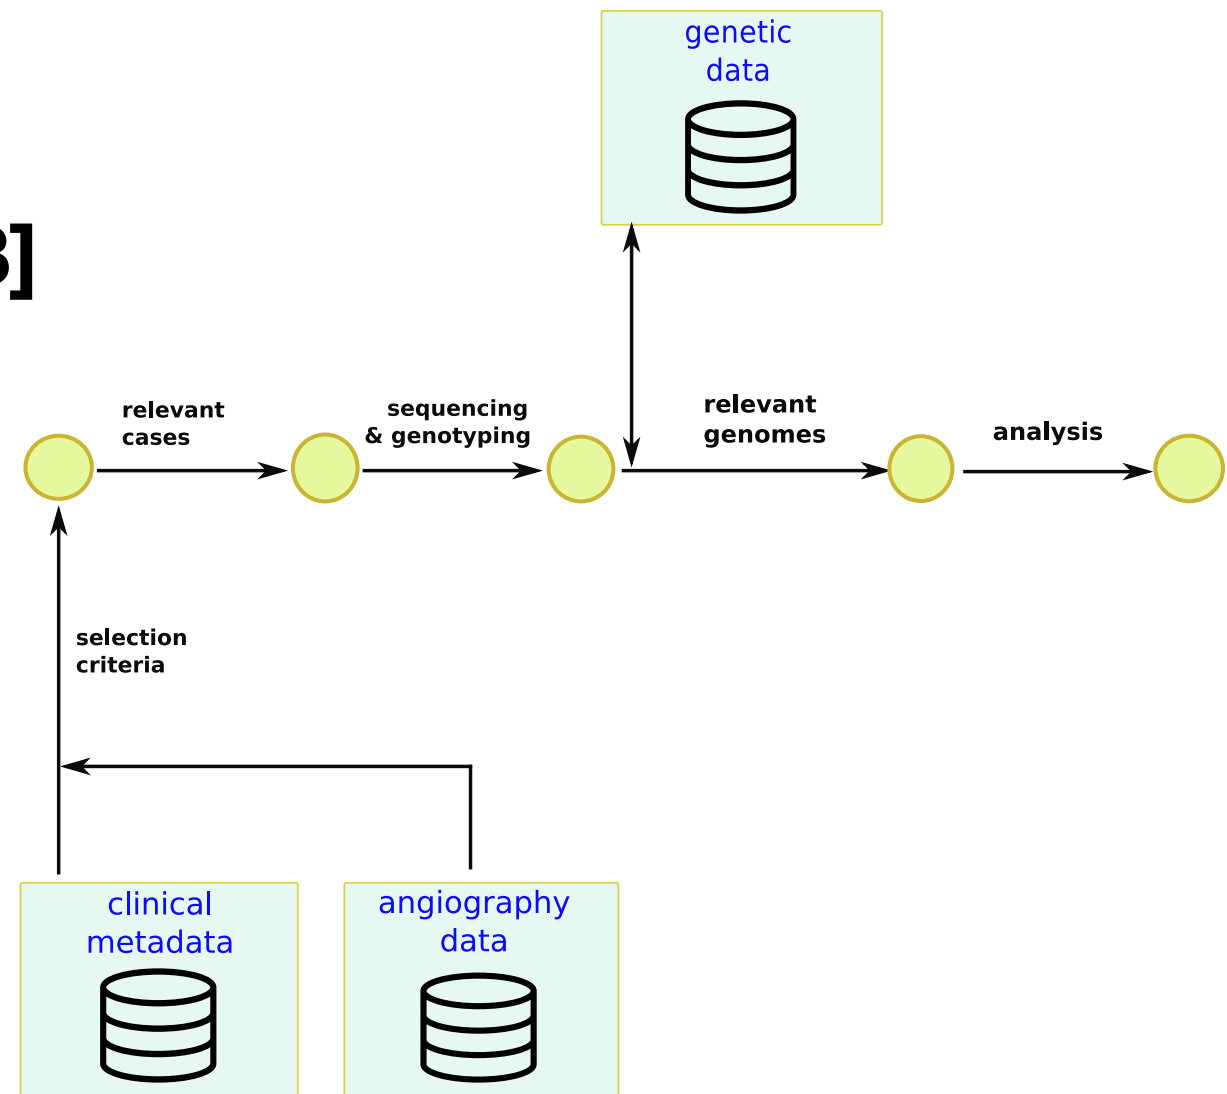 genetic
data
B]
relevant
cases
sequencing
& genotyping
relevant
genomes
analysis
selection
criteria
clinical
metadata
angiography
data